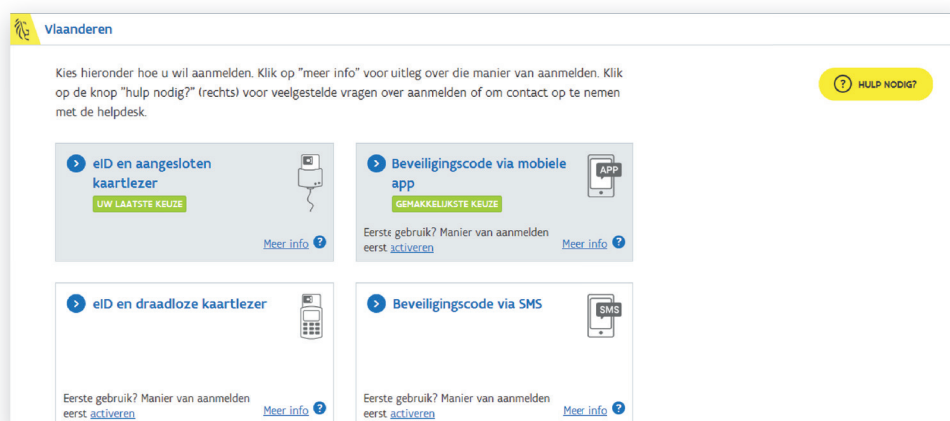 Vlaanderen
Kies hieronder hoe u wil aanmelden. Klik op "meer info" voor uitleg over die manier van aanmelden. Klik
op de knop "hulp nodig?" (rechts) voor veelgestelde vragen over aanmelden of om contact op te nemen
met de helpdesk.
? HULP NODIG?
eID en aangesloten
kaartlezer
UW LAATSTE KEUZE
Meer info ?
Beveiligingscode via mobiele
app
APP
GEMAKKELIJKSTE KEUZE
Eerste gebruik? Manier van aanmelden
eerst activeren
Meer info ?
eID en draadloze kaartlezer
Eerste gebruik? Manier van aanmelden
eerst activeren
Meer info ?
Beveiligingscode via SMS
SMS
Eerste gebruik? Manier van aanmelden
eerst activeren
Meer info ?